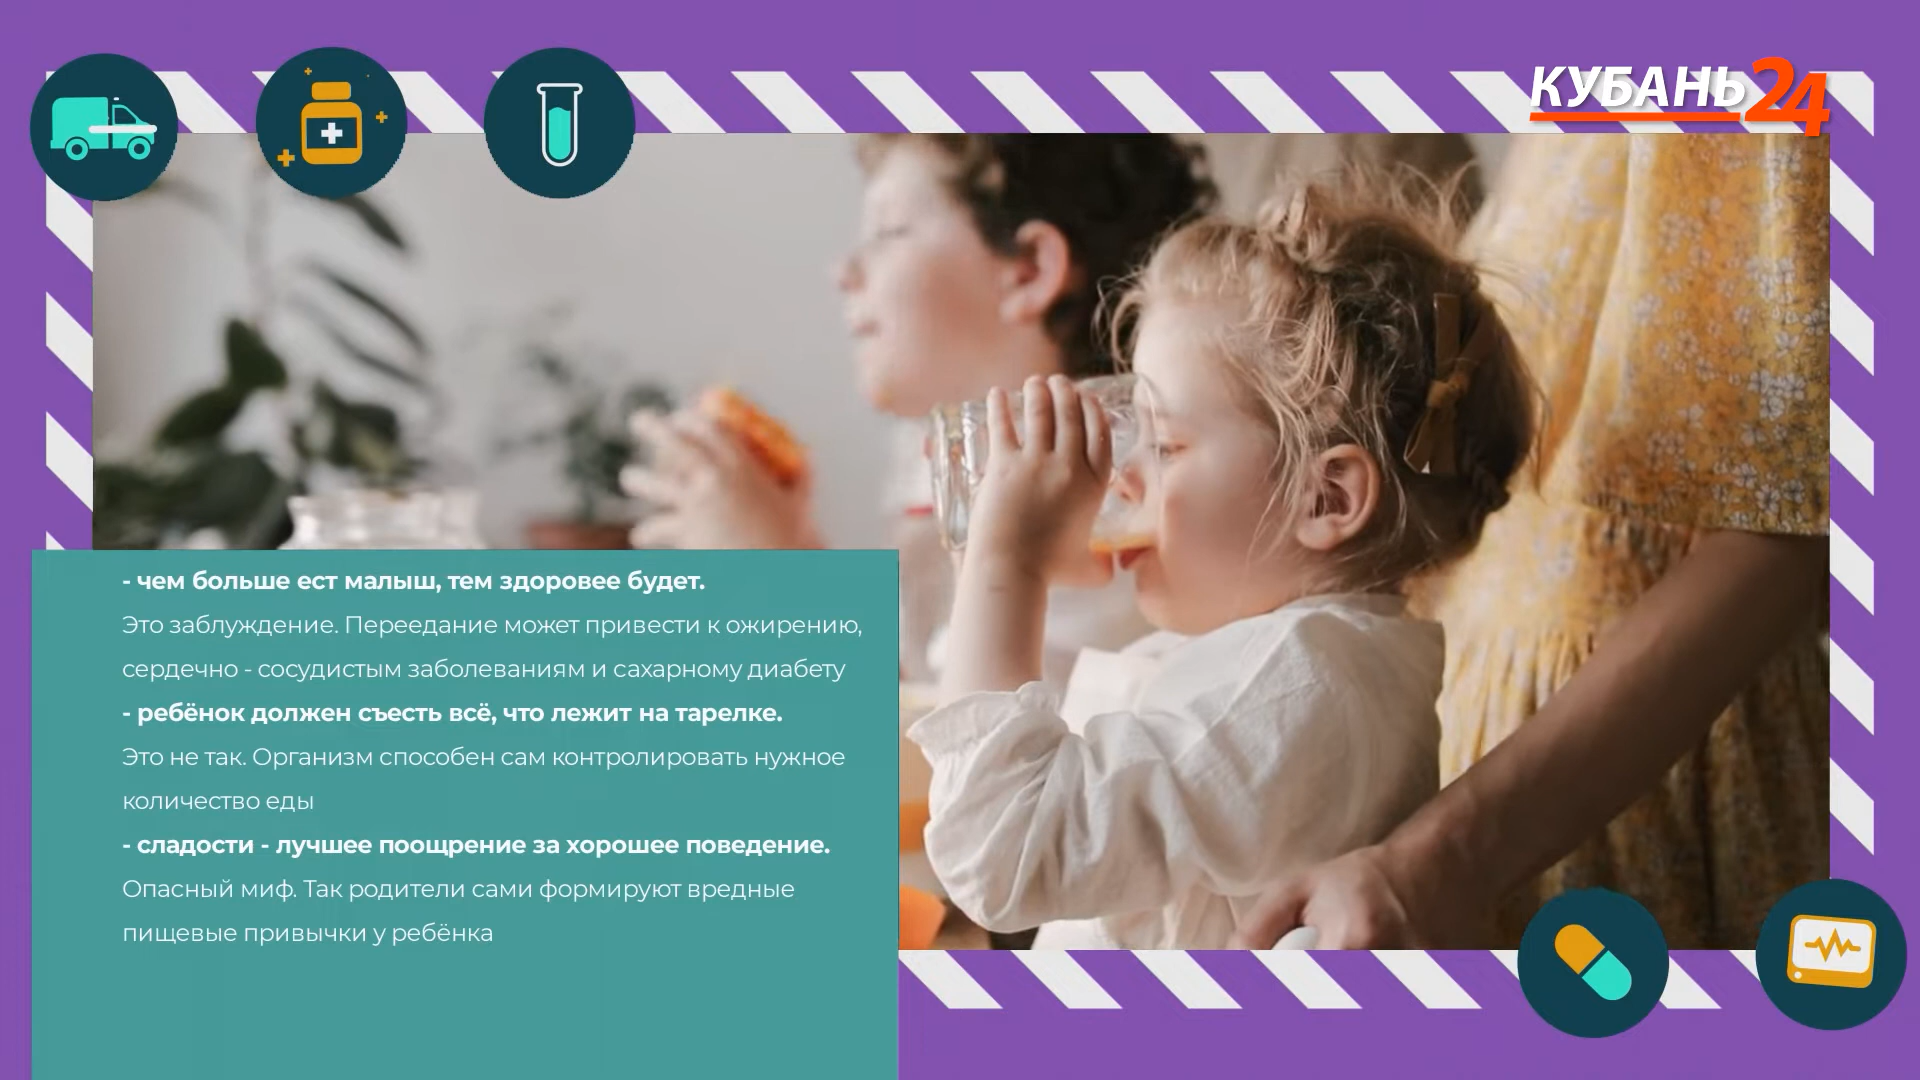 КУБАНЬ24
- чем больше ест малыш, тем здоровее будет.
Это заблуждение. Переедание может привести к ожирению,
сердечно - сосудистым заболеваниям и сахарному диабету
- ребёнок должен съесть всё, что лежит на тарелке.
Это не так. Организм способен сам контролировать нужное
количество еды
- сладости - лучшее поощрение за хорошее поведение.
Опасный миф. Так родители сами формируют вредные
пищевые привычки у ребёнка